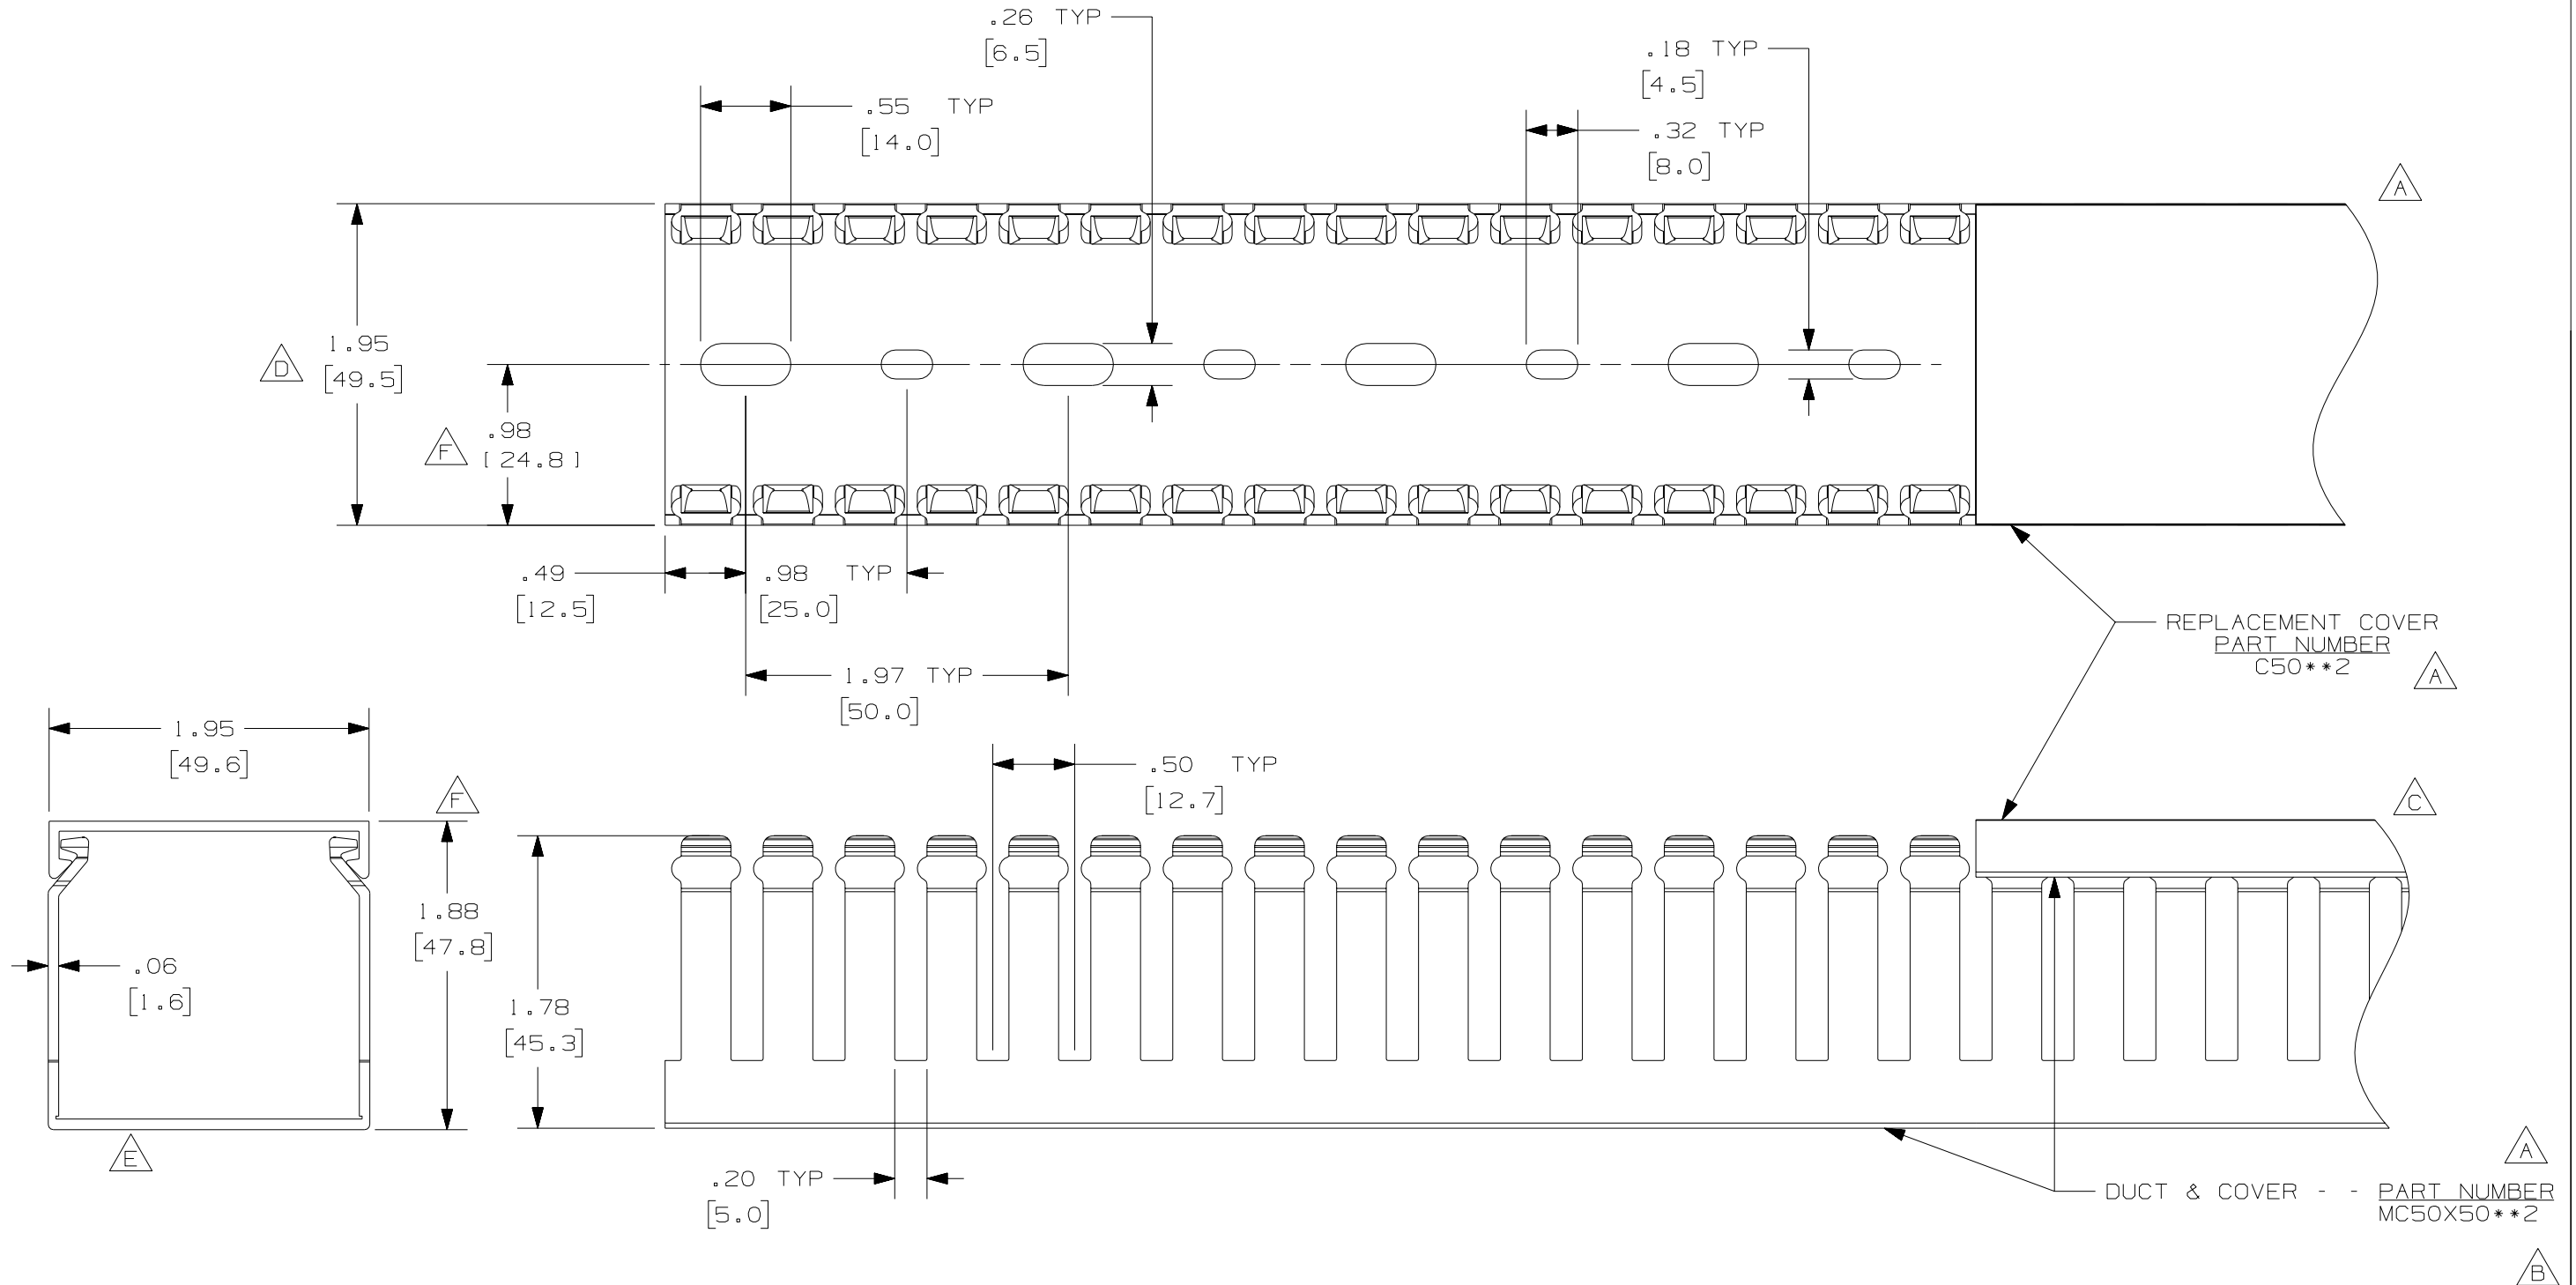 .26 TYP
[6.5]
.18 TYP
[4.5]
.55 TYP
[14.0]
.32 TYP
[8.0]
A
1.95
[49.5]
D
.98
[24.8]
F
.49
[12.5]
.98 TYP
[25.0]
REPLACEMENT COVER
PART NUMBER
C50**2
A
1.97 TYP
[50.0]
1.95
[49.6]
F
.50 TYP
[12.7]
C
1.88
[47.8]
.06
[1.6]
1.78
[45.3]
E
A
.20 TYP
[5.0]
DUCT & COVER - - PART NUMBER
MC50X50**2
B